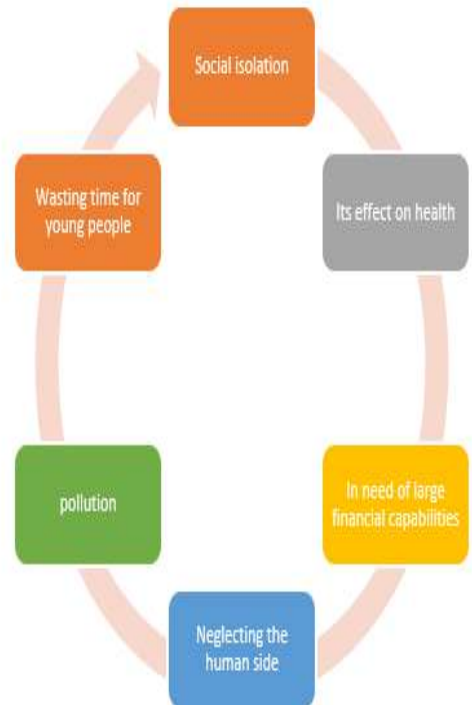 Social isolation
Its effect on health
In need of large
financial capabilities
Neglecting the
human side
pollution
Wasting time for
young people